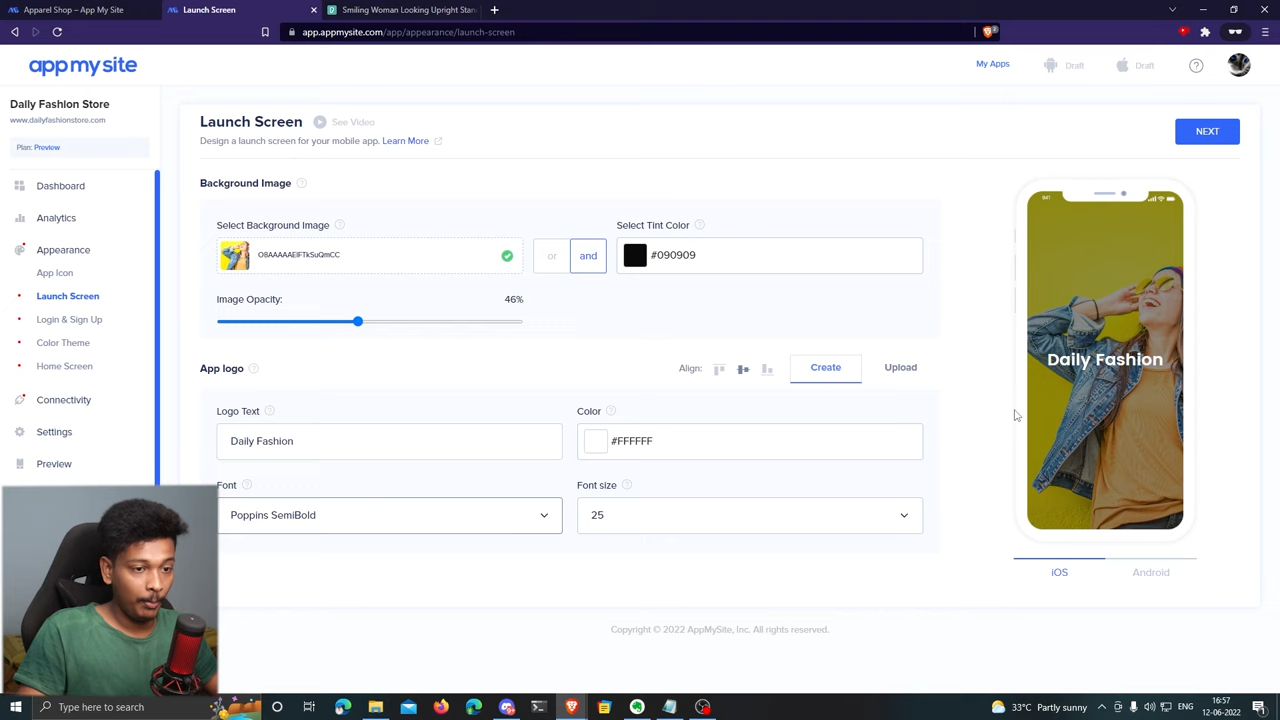 Apparel Shop – My Site
Launch Screen
Smiling Woman Looking Upright Stan
app.appmysite.com/app/appearance/launch-screen
2
appmysite
My Apps
Draft
Draft
Daily Fashion Store
www.dailyfashionstore.com
Plan: Preview
Launch Screen
See Video
Design a launch screen for your mobile app. Learn More
NEXT
Dashboard
Analytics
Appearance
App Icon
Launch Screen
Login & Sign Up
Color Theme
Home Screen
Connectivity
Settings
Preview
Background Image
Select Background Image
O8AAAAAElFTkSuQmCC
or
and
Select Tint Color
#090909
Image Opacity:
46%
App logo
Align:
Create
Upload
Logo Text
Daily Fashion
Color
#FFFFFF
Font
Poppins SemiBold
Font size
25
Daily Fashion
iOS
Android
Copyright © 2022 AppMySite, Inc. All rights reserved.
Type here to search
33°C Partly sunny
ENG
16:57
12-06-2022